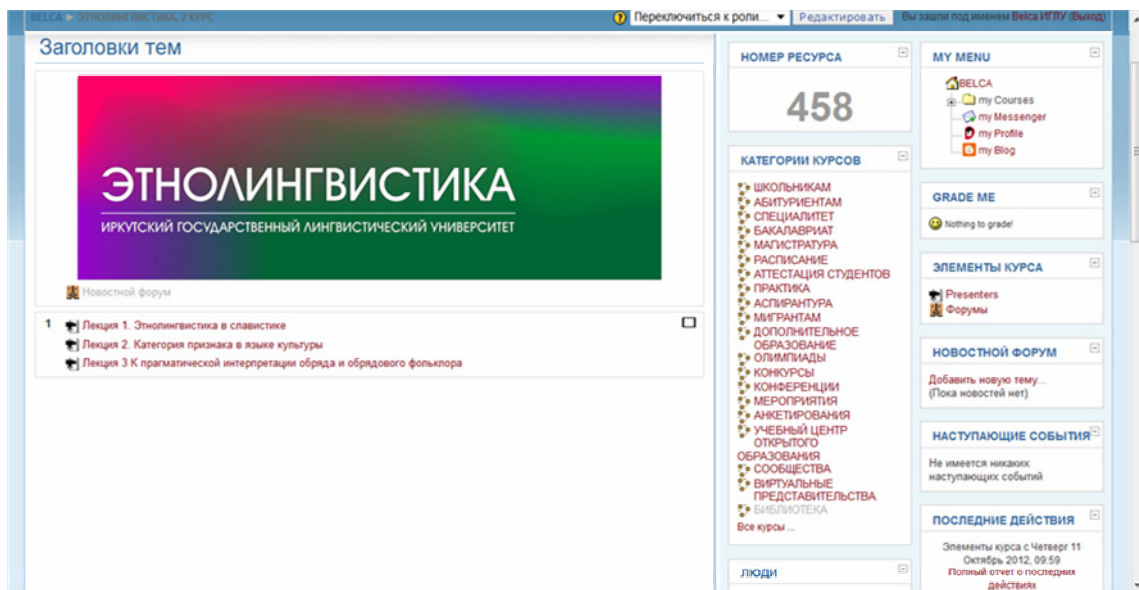 BELCA ► ЭТНОЛИНГВИСТИКА, 2 КУРС
Переключиться к роли...
Редактировать
Вы зашли под именем Belca ИГЛУ (Выход)
Заголовки тем
ЭТНОЛИНГВИСТИКА
ИРКУТСКИЙ ГОСУДАРСТВЕННЫЙ ЛИНГВИСТИЧЕСКИЙ УНИВЕРСИТЕТ
Новостной форум
1
Лекция 1. Этнолингвистика в славистике
Лекция 2. Категория признака в языке культуры
Лекция 3 К прагматической интерпретации обряда и обрядового фольклора
НОМЕР РЕСУРСА
458
КАТЕГОРИИ КУРСОВ
ШКОЛЬНИКАМ
АБИТУРИЕНТАМ
СПЕЦИАЛИТЕТ
БАКАЛАВРИАТ
МАГИСТРАТУРА
РАСПИСАНИЕ
АТТЕСТАЦИЯ СТУДЕНТОВ
ПРАКТИКА
АСПИРАНТУРА
МИГРАНТАМ
ДОПОЛНИТЕЛЬНОЕ
ОБРАЗОВАНИЕ
ОЛИМПИАДЫ
КОНКУРСЫ
КОНФЕРЕНЦИИ
МЕРОПРИЯТИЯ
АНКЕТИРОВАНИЯ
УЧЕБНЫЙ ЦЕНТР
ОТКРЫТОГО
ОБРАЗОВАНИЯ
СООБЩЕСТВА
ВИРТУАЛЬНЫЕ
ПРЕДСТАВИТЕЛЬСТВА
БИБЛИОТЕКА
Все курсы ...
ЛЮДИ
MY MENU
BELCA
my Courses
my Messenger
my Profile
my Blog
GRADE ME
Nothing to grade!
ЭЛЕМЕНТЫ КУРСА
Presenters
Форумы
НОВОСТНОЙ ФОРУМ
Добавить новую тему...
(Пока новостей нет)
НАСТУПАЮЩИЕ СОБЫТИЯ
Не имеется никаких
наступающих событий
ПОСЛЕДНИЕ ДЕЙСТВИЯ
Элементы курса с Четверг 11
Октябрь 2012, 09:59
Полный отчет о последних
действиях